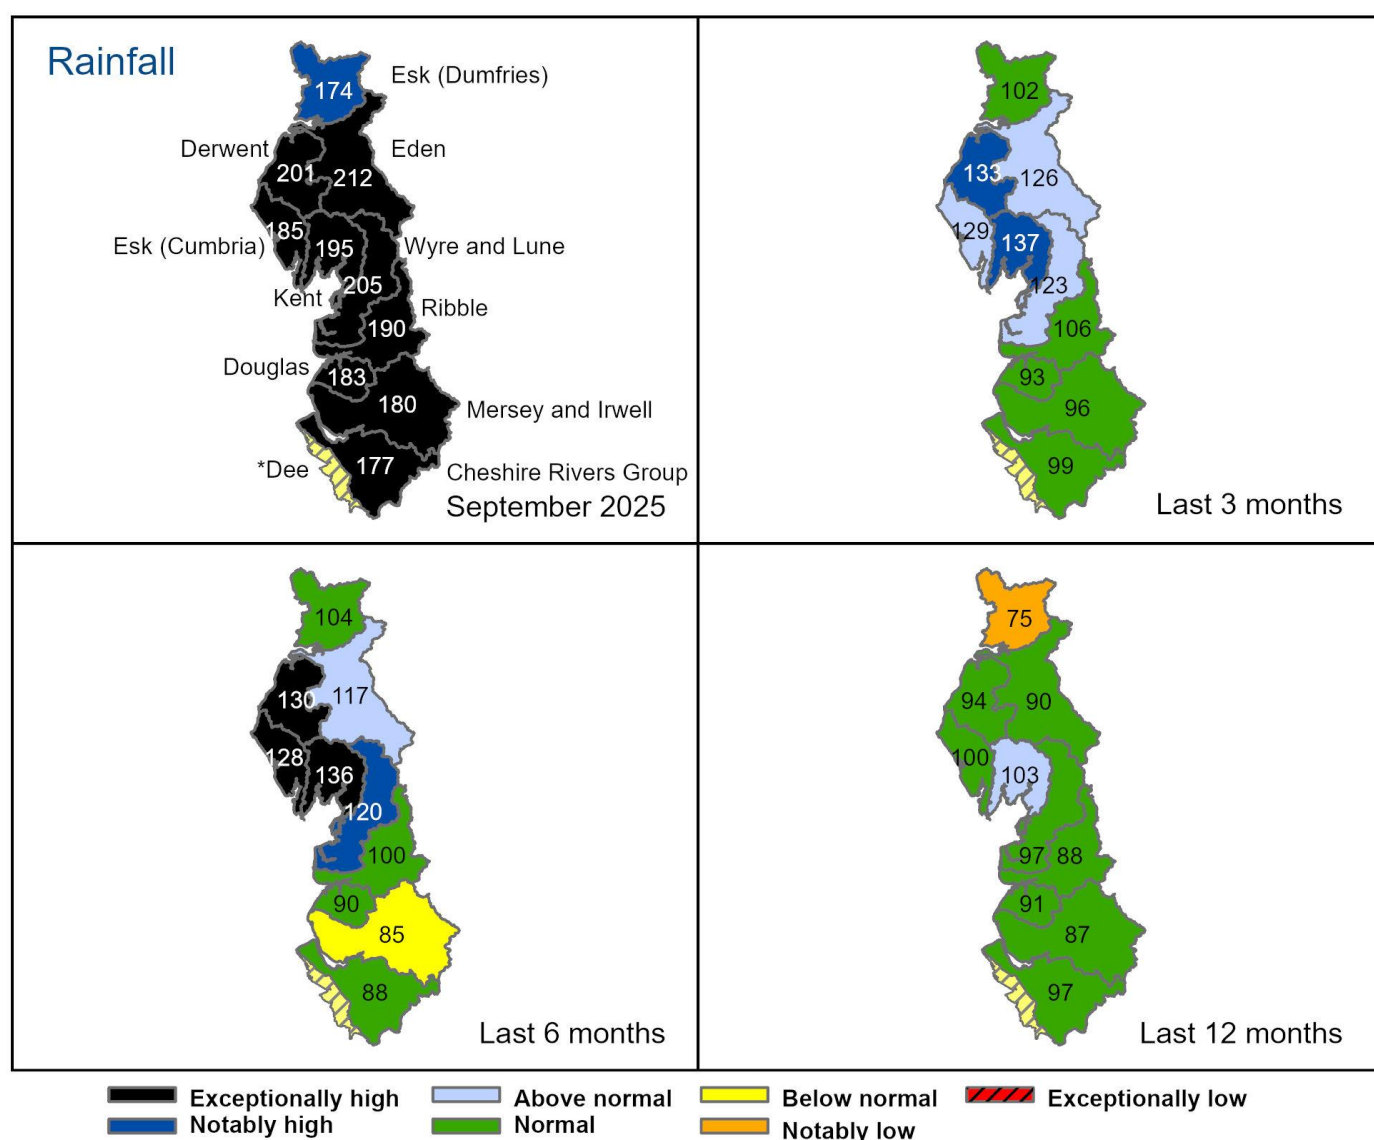 Rainfall
174
Esk (Dumfries)
Derwent
Eden
201
212
185
Esk (Cumbria)
195
Wyre and Lune
205
Kent
Ribble
190
Douglas
183
180
Mersey and Irwell
*Dee
177
Cheshire Rivers Group
September 2025
102
133
126
129
137
123
106
93
96
99
Last 3 months
104
130
117
128
136
120
100
90
85
88
Last 6 months
75
94
90
100
103
97
88
91
87
97
Last 12 months
Exceptionally high
Above normal
Below normal
Exceptionally low
Notably high
Normal
Notably low